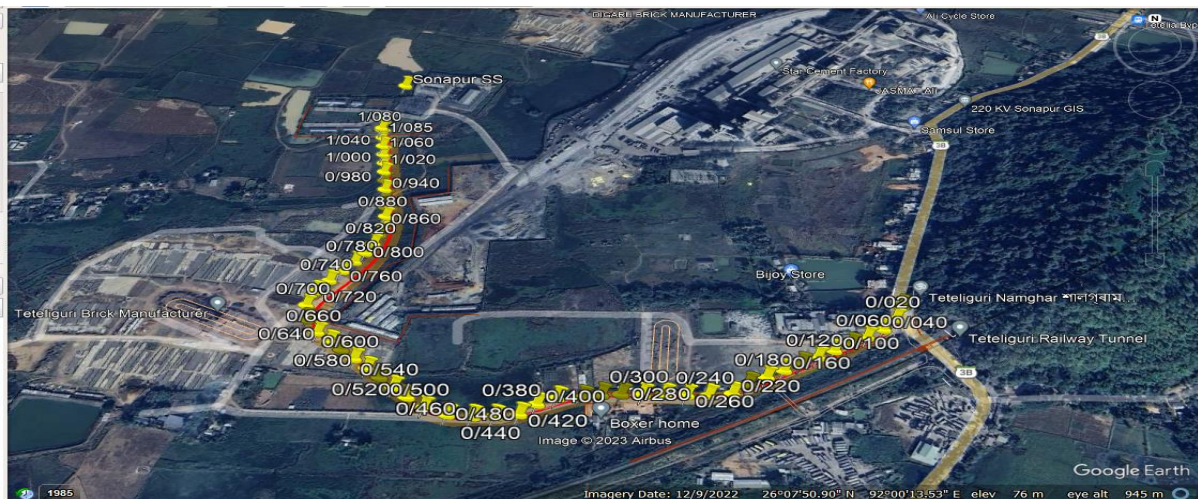 DIGARU BRICK MANUFACTURER
Ali Cycle Store
N
3B
Sonapur SS
Star Cement Factory
JASMAT Ali
220 KV Sonapur GIS
Samsul Store
3B
1/080
1/085
1/040
1/060
1/000
1/020
0/980
0/940
0/880
0/860
0/820
0/780
0/800
0/740
0/760
0/700
0/720
Bijoy Store
Teteliguri Brick Manufacturer
0/660
0/640
0/600
0/580
0/540
0/520
0/500
0/460
0/480
0/440
0/380
0/400
0/420
0/300
0/280
0/240
0/260
0/220
0/180
0/160
0/120
0/100
0/060
0/040
0/020
Teteliguri Namghar শালগুৰাম...
Teteliguri Railway Tunnel
3B
Boxer home
Image © 2023 Airbus
Google Earth
1985
Imagery Date: 12/9/2022 26°07'50.90" N 92°00'13.53" E elev 76 m eye alt 945 m